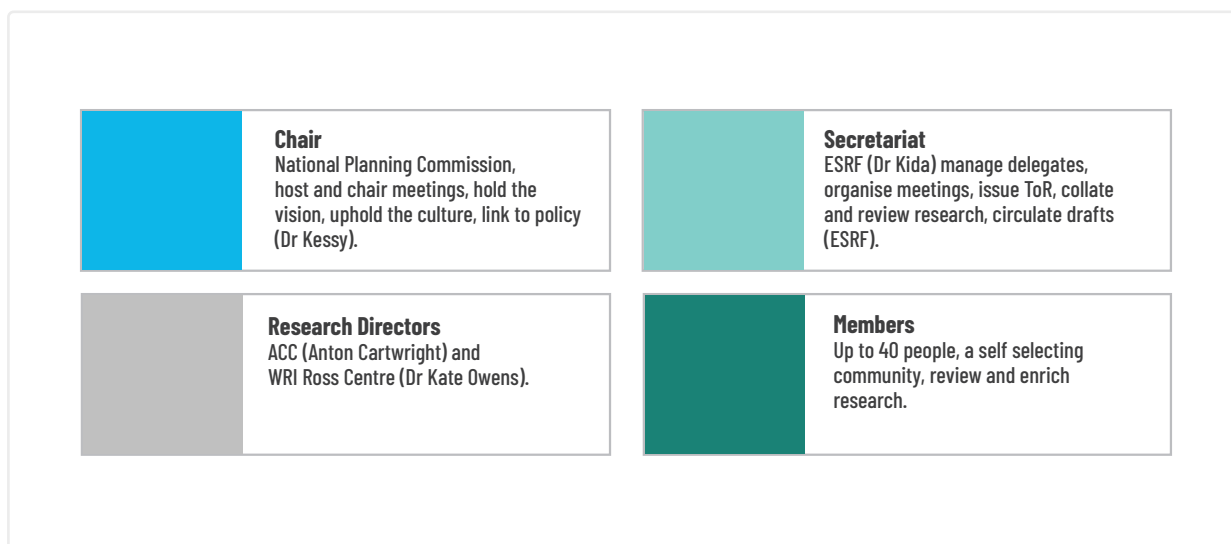 Chair
National Planning Commission,
host and chair meetings, hold the
vision, uphold the culture, link to policy
(Dr Kessy).
Secretariat
ESRF (Dr Kida) manage delegates,
organise meetings, issue ToR, collate
and review research, circulate drafts
(ESRF).
Research Directors
ACC (Anton Cartwright) and
WRI Ross Centre (Dr Kate Owens).
Members
Up to 40 people, a self selecting
community, review and enrich
research.